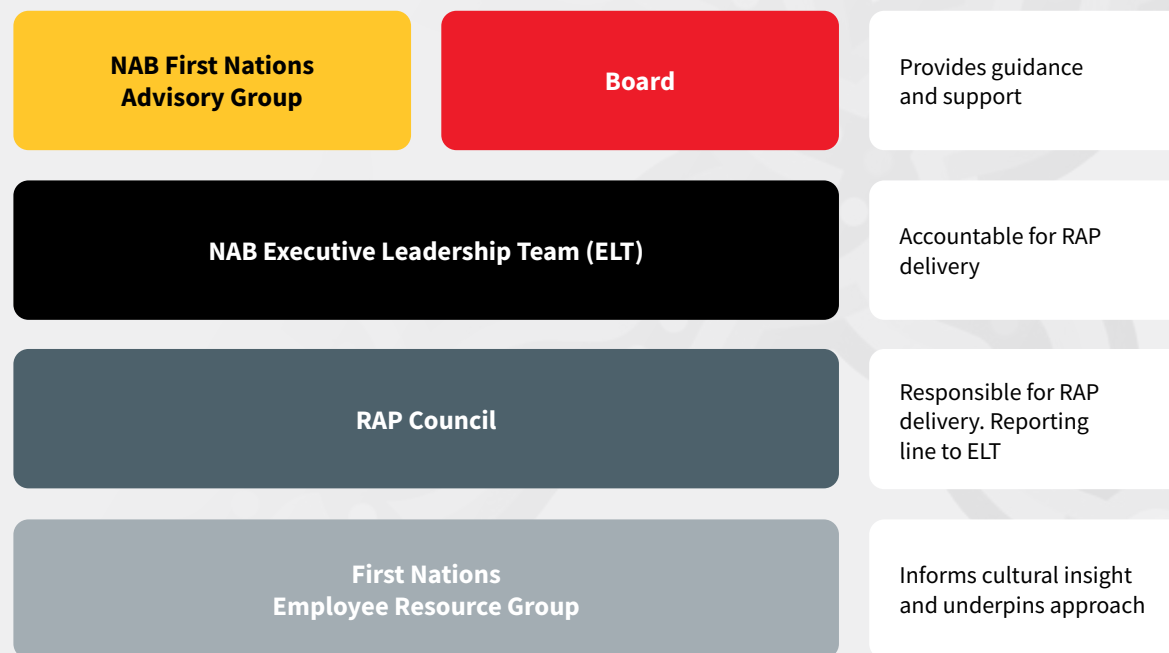 NAB First Nations
Advisory Group
Board
Provides guidance
and support
NAB Executive Leadership Team (ELT)
Accountable for RAP
delivery
RAP Council
Responsible for RAP
delivery. Reporting
line to ELT
First Nations
Employee Resource Group
Informs cultural insight
and underpins approach